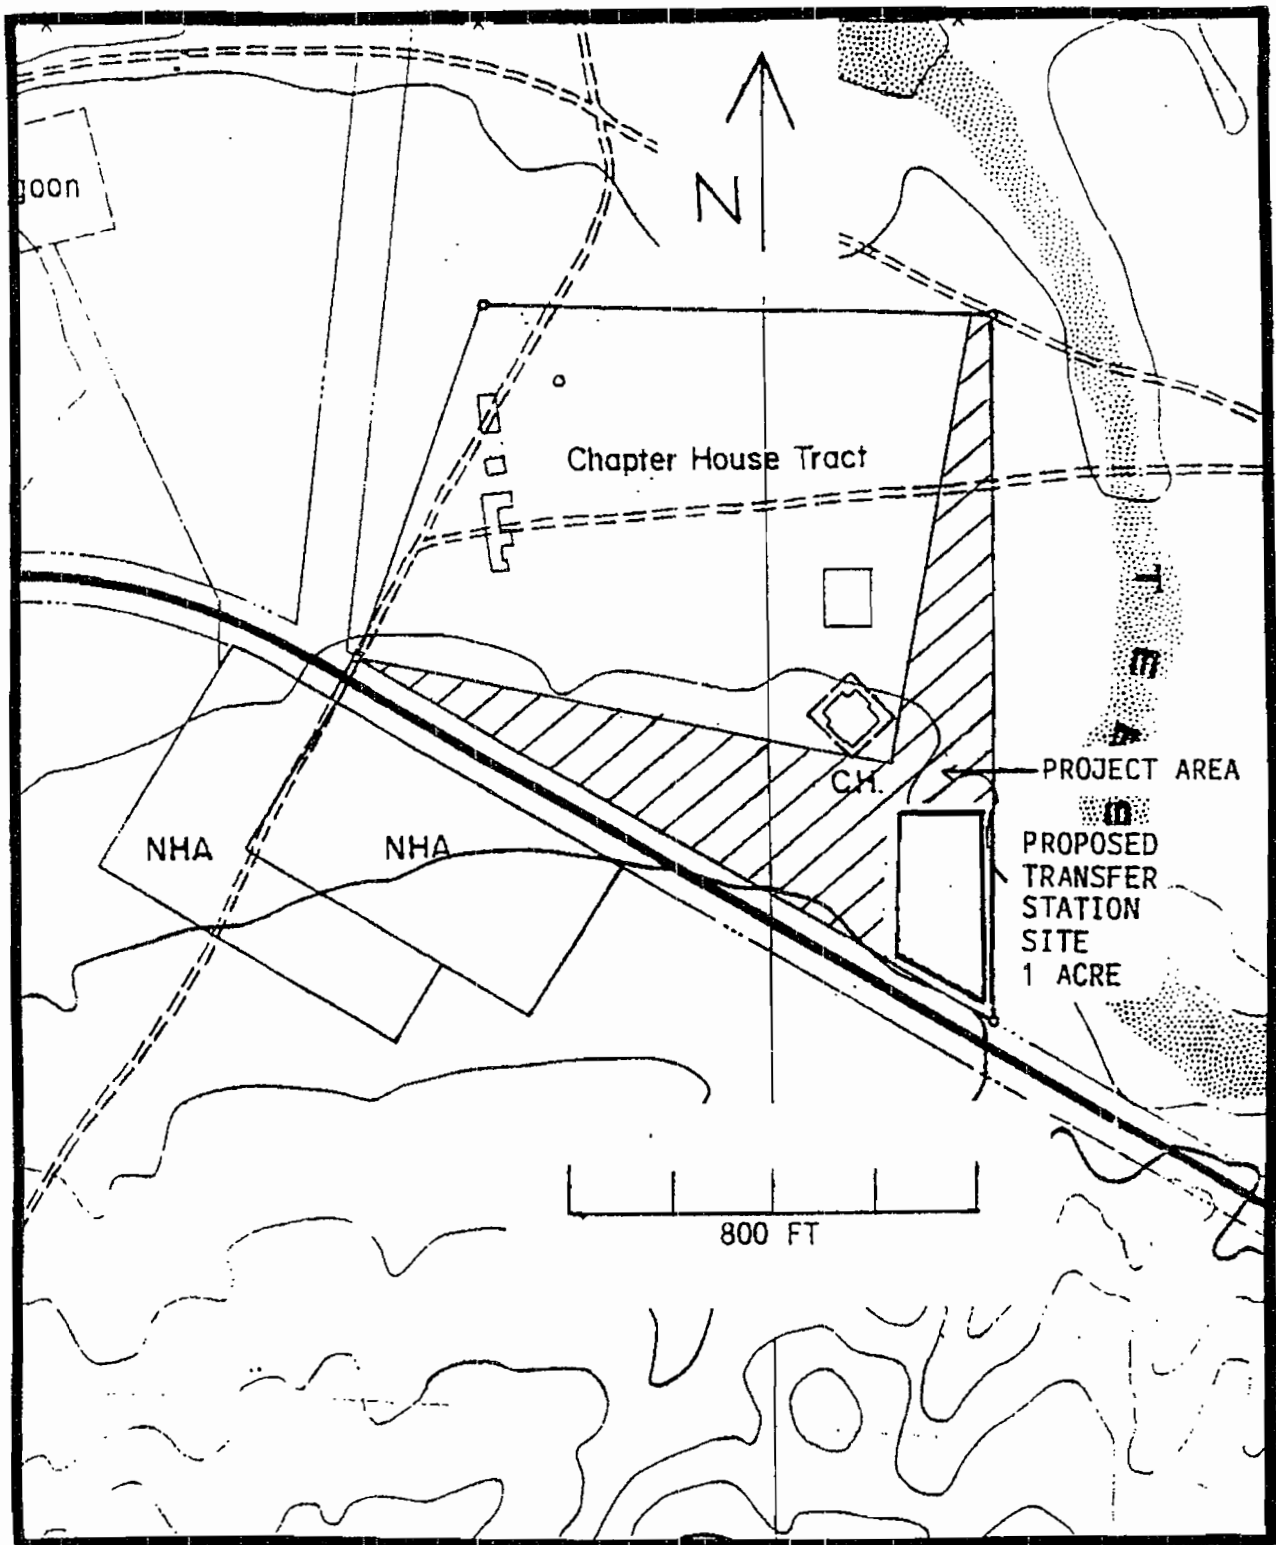 N
goon
Chapter House Tract
C.H.
PROJECT AREA
NHA
NHA
PROPOSED
TRANSFER
STATION
SITE
1 ACRE
800 FT